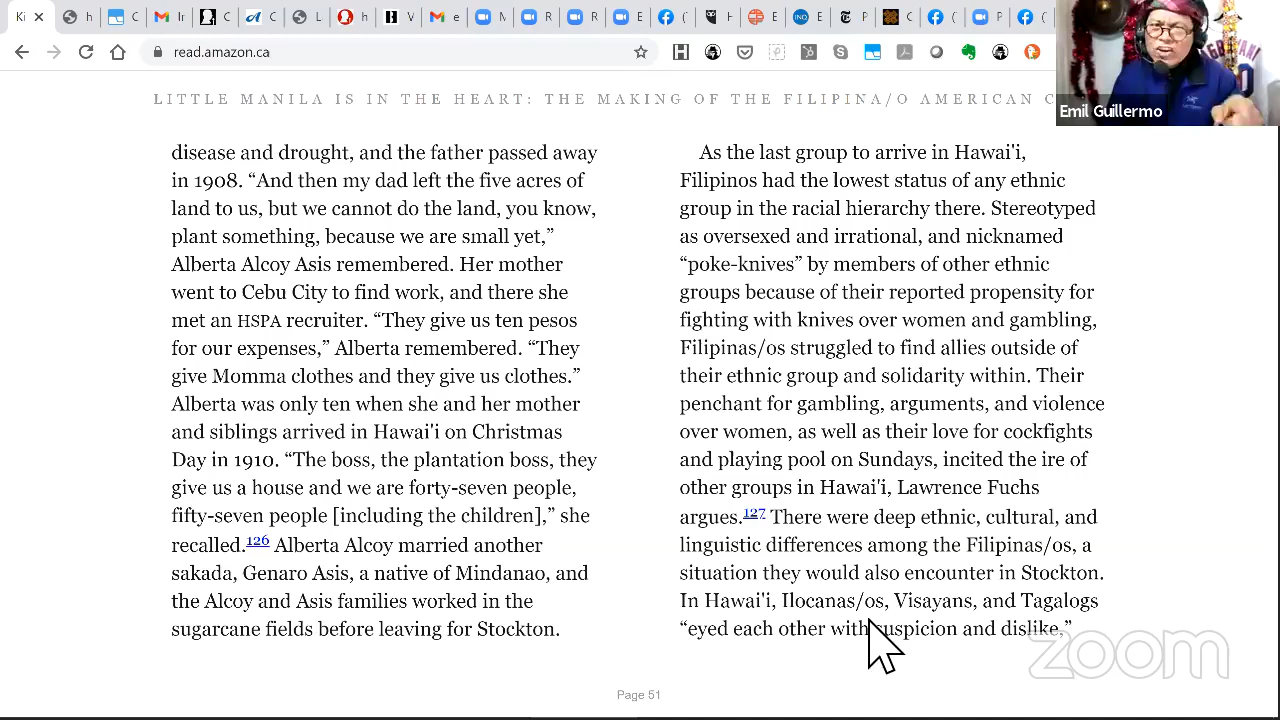 Ki
C
M
Ir
C
C
L
h
V
M
e
M
R
R
E
(
F
E
E
P
C
(
P
(
read.amazon.ca
LITTLE MANILA IS IN THE HEART: THE MAKING OF THE FILIPINA/O AMERICAN C
Emil Guillermo
disease and drought, and the father passed away
in 1908. “And then my dad left the five acres of
land to us, but we cannot do the land, you know,
plant something, because we are small yet,”
Alberta Alcoy Asis remembered. Her mother
went to Cebu City to find work, and there she
met an HSPA recruiter. “They give us ten pesos
for our expenses,” Alberta remembered. “They
give Momma clothes and they give us clothes.”
Alberta was only ten when she and her mother
and siblings arrived in Hawai'i on Christmas
Day in 1910. “The boss, the plantation boss, they
give us a house and we are forty-seven people,
fifty-seven people [including the children],” she
recalled.126 Alberta Alcoy married another
sakada, Genaro Asis, a native of Mindanao, and
the Alcoy and Asis families worked in the
sugarcane fields before leaving for Stockton.
As the last group to arrive in Hawai'i,
Filipinos had the lowest status of any ethnic
group in the racial hierarchy there. Stereotyped
as oversexed and irrational, and nicknamed
“poke-knives” by members of other ethnic
groups because of their reported propensity for
fighting with knives over women and gambling,
Filipinas/os struggled to find allies outside of
their ethnic group and solidarity within. Their
penchant for gambling, arguments, and violence
over women, as well as their love for cockfights
and playing pool on Sundays, incited the ire of
other groups in Hawai'i, Lawrence Fuchs
argues.127 There were deep ethnic, cultural, and
linguistic differences among the Filipinas/os, a
situation they would also encounter in Stockton.
In Hawai'i, Ilocanas/os, Visayans, and Tagalogs
“eyed each other with suspicion and dislike,”
zoom
Page 51